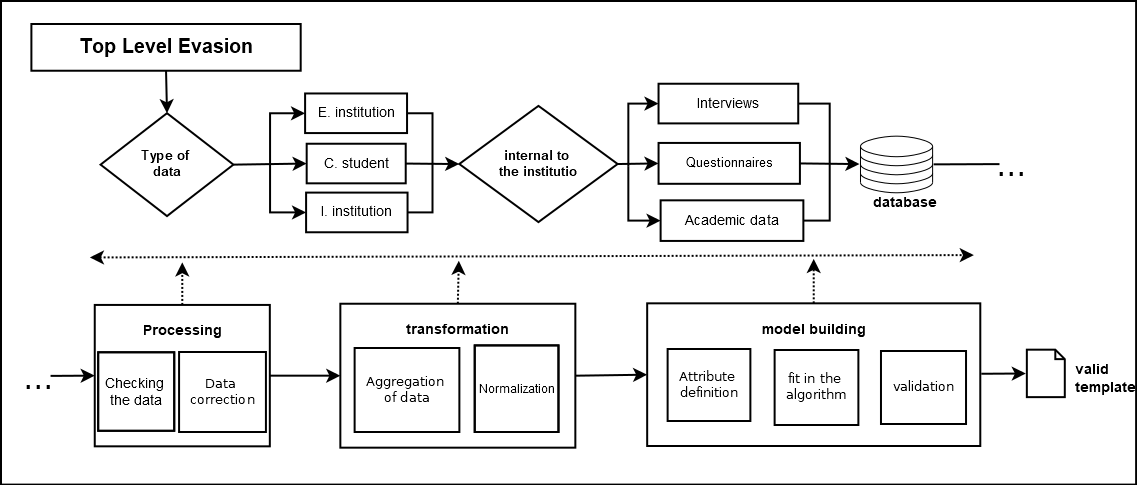 Top Level Evasion
Type of
data
E. institution
C. student
I. institution
internal to
the institutio
Interviews
Questionnaires
Academic data
database
...
...
Processing
Checking
the data
Data
correction
transformation
Aggregation
of data
Normalization
model building
Attribute
definition
fit in the
algorithm
validation
valid
template